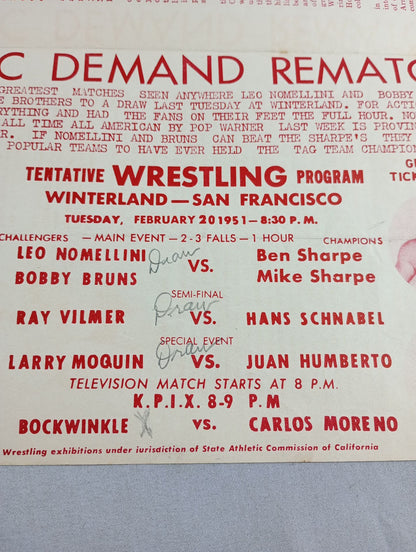 C DEMAND REMATC
GREATEST MATCHES SEEN ANYWHERE LEO NOMELLINI AND BOBBY
E BROTHERS TO A DRAW LAST TUESDAY AT WINTERLAND. FOR ACTI
RYTHING AND HAD THE FANS ON THEIR FEET THE FULL HOUR. NO
ALL TIME ALL AMERICAN BY POP WARNER LAST WEEK IS PROVI
R. IF NOMELLINI AND BRUNS CAN BEAT THE SHARPE'S THEY
POPULAR TEAMS TO HAVE EVER HELD THE TAG TEAM CHAMPION
TENTATIVE WRESTLING PROGRAM
WINTERLAND—SAN FRANCISCO
TUESDAY, FEBRUARY 20 1951—8:30 P.M.
TICK
CHALLENGERS — MAIN EVENT — 2-3 FALLS — 1 HOUR CHAMPIONS
LEO NOMELLINI Draw VS. Ben Sharpe
BOBBY BRUNS Mike Sharpe
SEMI-FINAL
RAY VILMER Draw VS. HANS SCHNABEL
SPECIAL EVENT
LARRY MOQUIN Draw VS. JUAN HUMBERTO
TELEVISION MATCH STARTS AT 8 P.M.
K.P.I.X. 8-9 P.M
BOCKWINKLE X VS. CARLOS MORENO
Wrestling exhibitions under iurisdiction of State Athletic Commission of California